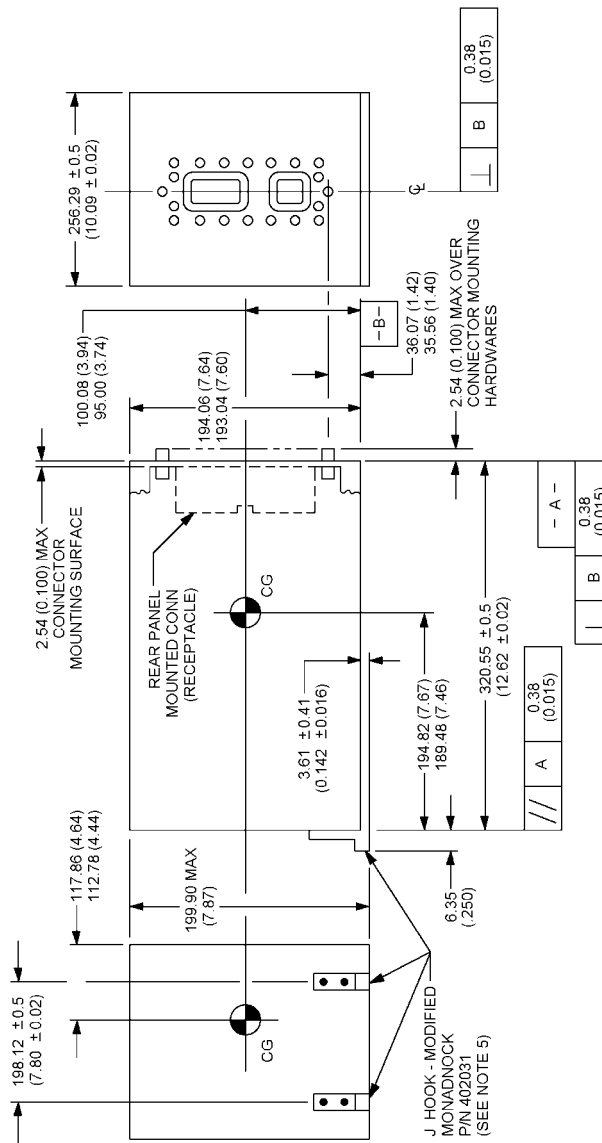 198.12 ± 0.5
(7.80 ± 0.02)
117.86 (4.64)
112.78 (4.44)
199.90 MAX
(7.87)
CG
J HOOK - MODIFIED
MONADNOCK
P/N 402031
(SEE NOTE 5)
2.54 (0.100) MAX
CONNECTOR
MOUNTING SURFACE
REAR PANEL
MOUNTED CONN
(RECEPTACLE)
CG
3.61 ± 0.41
(0.142 ± 0.016)
6.35
(.250)
194.82 (7.67)
189.48 (7.46)
320.55 ± 0.5
(12.62 ± 0.02)
// A 0.38
(0.015)
- A -
⊥ B 0.38
(0.015)
100.08 (3.94)
95.00 (3.74)
194.06 (7.64)
193.04 (7.60)
-B-
36.07 (1.42)
35.56 (1.40)
2.54 (0.100) MAX OVER
CONNECTOR MOUNTING
HARDWARES
256.29 ± 0.5
(10.09 ± 0.02)
CL
⊥ B 0.38
(0.015)